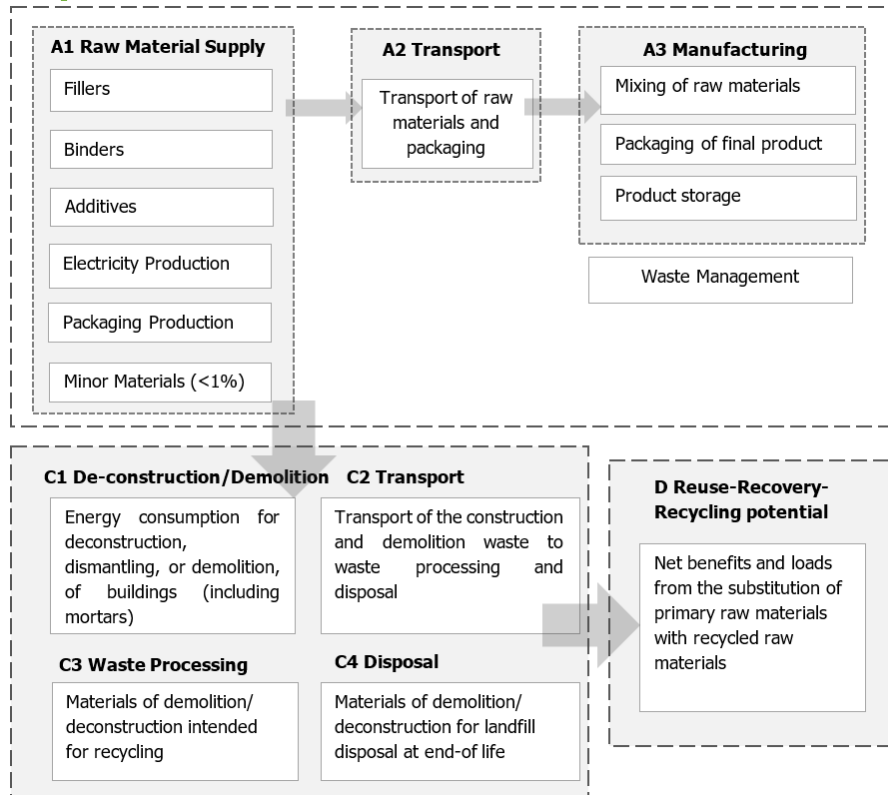 A1 Raw Material Supply
Fillers
Binders
Additives
Electricity Production
Packaging Production
Minor Materials (<1%)
A2 Transport
Transport of raw
materials and
packaging
A3 Manufacturing
Mixing of raw materials
Packaging of final product
Product storage
Waste Management
C1 De-construction/Demolition
Energy consumption for
deconstruction,
dismantling, or demolition,
of buildings (including
mortars)
C2 Transport
Transport of the construction
and demolition waste to
waste processing and
disposal
C3 Waste Processing
Materials of demolition/
deconstruction intended
for recycling
C4 Disposal
Materials of demolition/
deconstruction for landfill
disposal at end-of life
D Reuse-Recovery-
Recycling potential
Net benefits and loads
from the substitution of
primary raw materials
with recycled raw
materials